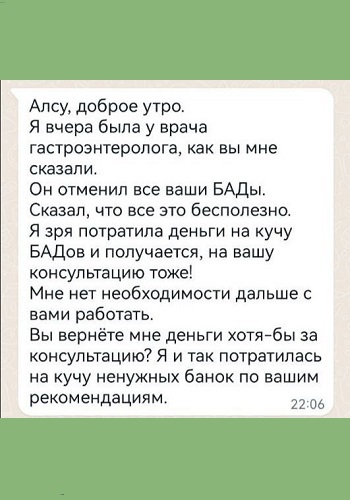 Алсу, доброе утро.
Я вчера была у врача
гастроэнтеролога, как вы мне
сказали.
Он отменил все ваши БАДы.
Сказал, что все это бесполезно.
Я зря потратила деньги на кучу
БАДов и получается, на вашу
консультацию тоже!
Мне нет необходимости дальше с
вами работать.
Вы вернёте мне деньги хотя-бы за
консультацию? Я и так потратилась
на кучу ненужных банок по вашим
рекомендациям.
22:06